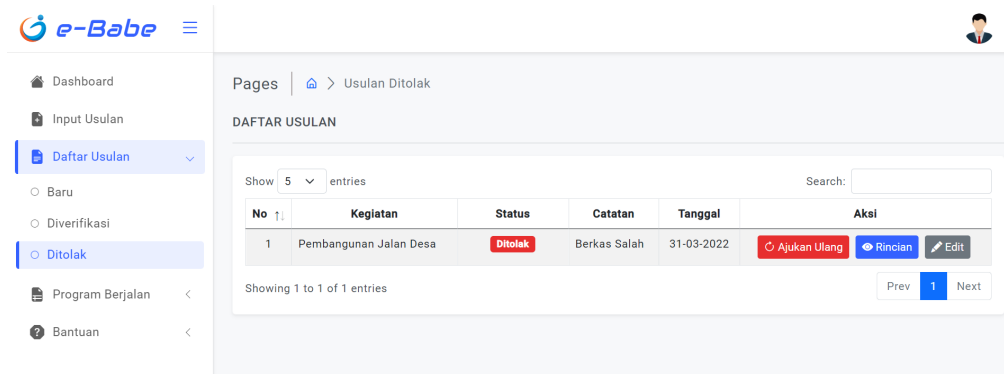 e-Babe
Dashboard
Input Usulan
Daftar Usulan
Baru
Diverifikasi
Ditolak
Program Berjalan
Bantuan
Pages Usulan Ditolak
DAFTAR USULAN
Show 5 entries Search:
No Kegiatan Status Catatan Tanggal Aksi
1 Pembangunan Jalan Desa Ditolak Berkas Salah 31-03-2022 Ajukan Ulang Rincian Edit
Showing 1 to 1 of 1 entries Prev 1 Next